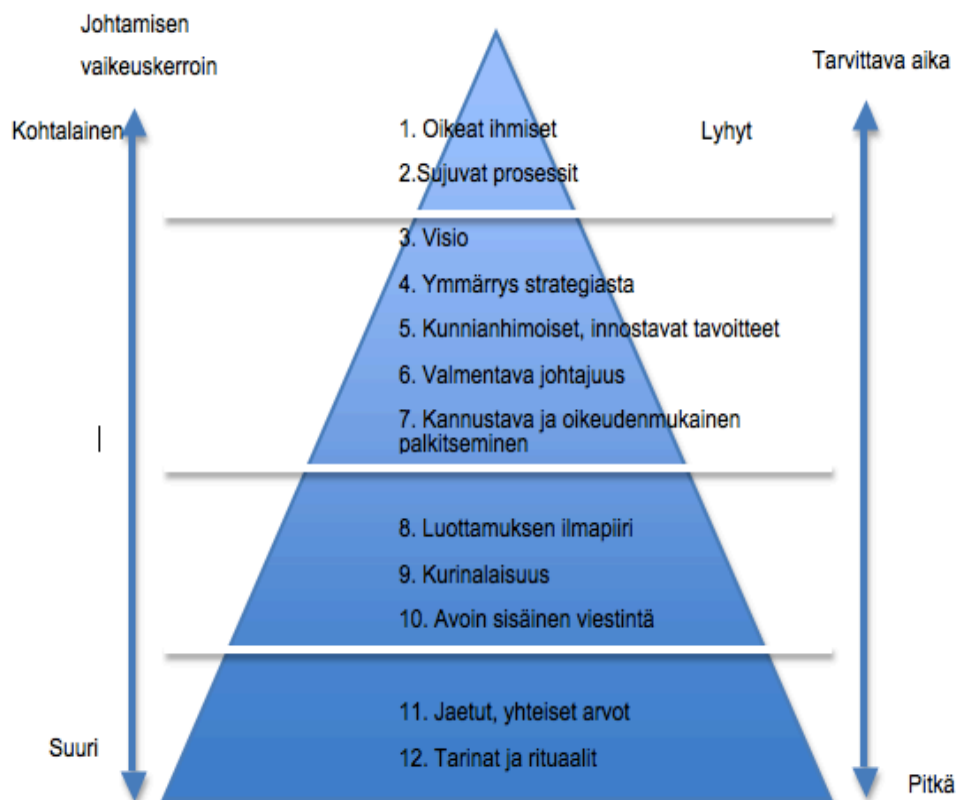 Johtamisen
vaikeuskerroin
Tarvittava aika
Kohtalainen
1. Oikeat ihmiset
Lyhyt
2.Sujuvat prosessit
3. Visio
4. Ymmärrys strategiasta
5. Kunnianhimoiset, innostavat tavoitteet
6. Valmentava johtajuus
7. Kannustava ja oikeudenmukainen
palkitseminen
8. Luottamuksen ilmapiiri
9. Kurinalaisuus
10. Avoin sisäinen viestintä
11. Jaetut, yhteiset arvot
Suuri
12. Tarinat ja rituaalit
Pitkä